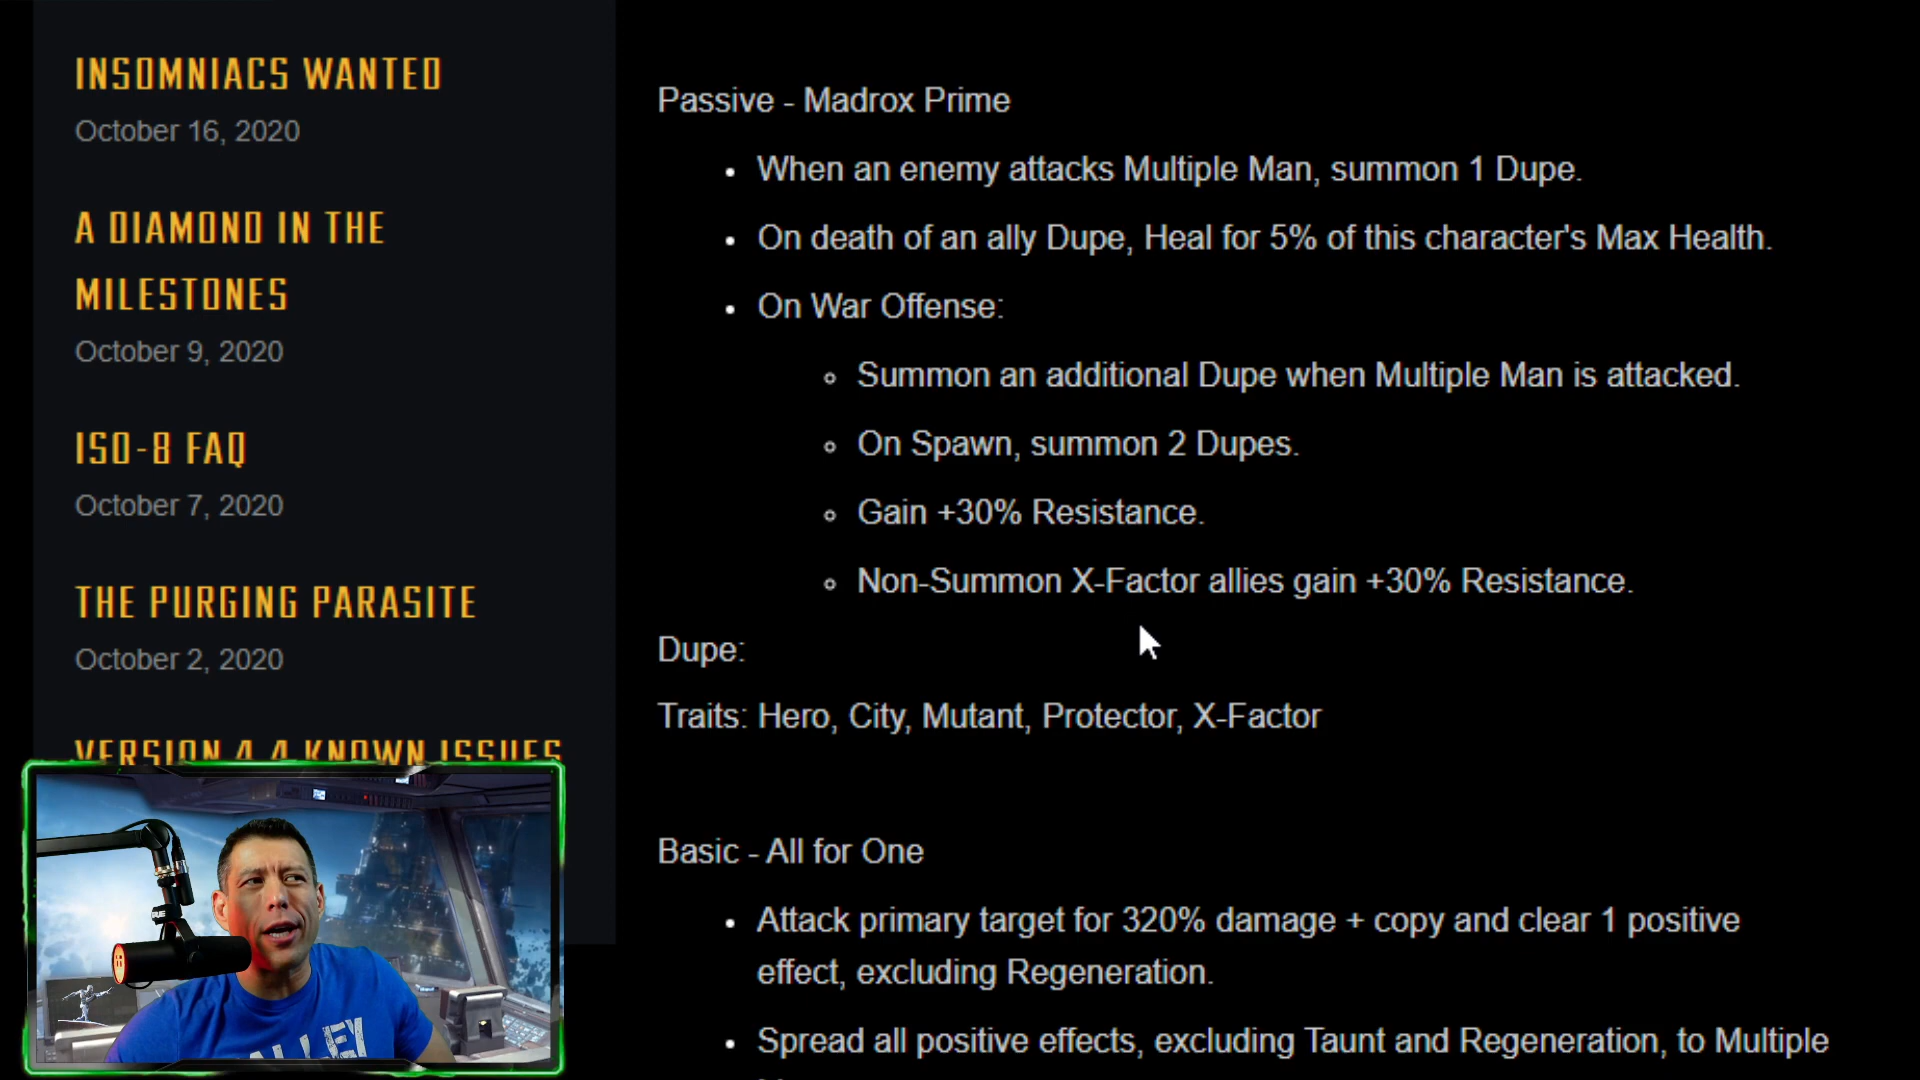 INSOMNIACS WANTED
October 16, 2020
A DIAMOND IN THE
MILESTONES
October 9, 2020
ISO-8 FAQ
October 7, 2020
THE PURGING PARASITE
October 2, 2020
VERSION 4.4 KNOWN ISSUES
Passive - Madrox Prime
• When an enemy attacks Multiple Man, summon 1 Dupe.
• On death of an ally Dupe, Heal for 5% of this character's Max Health.
• On War Offense:
◦ Summon an additional Dupe when Multiple Man is attacked.
◦ On Spawn, summon 2 Dupes.
◦ Gain +30% Resistance.
◦ Non-Summon X-Factor allies gain +30% Resistance.
Dupe:
Traits: Hero, City, Mutant, Protector, X-Factor
Basic - All for One
• Attack primary target for 320% damage + copy and clear 1 positive
effect, excluding Regeneration.
• Spread all positive effects, excluding Taunt and Regeneration, to Multiple